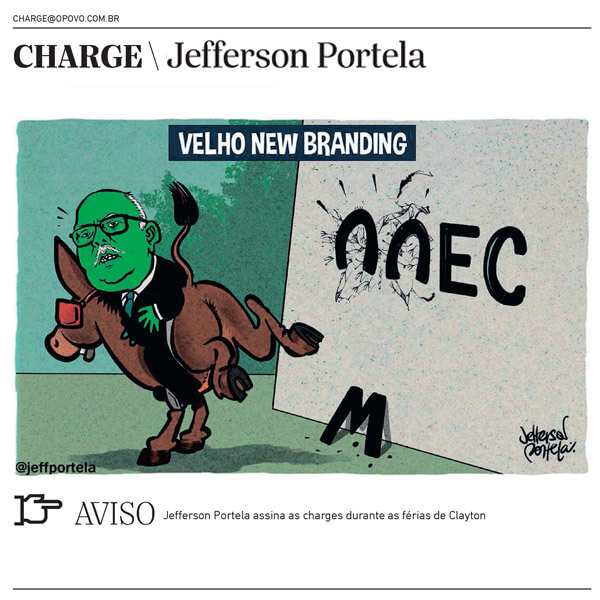 CHARGE@OPOVO.COM.BR
CHARGE \ Jefferson Portela
VELHO NEW BRANDING
EC
M
Jefferson
Portela
@jeffportela
AVISO Jefferson Portela assina as charges durante as férias de Clayton